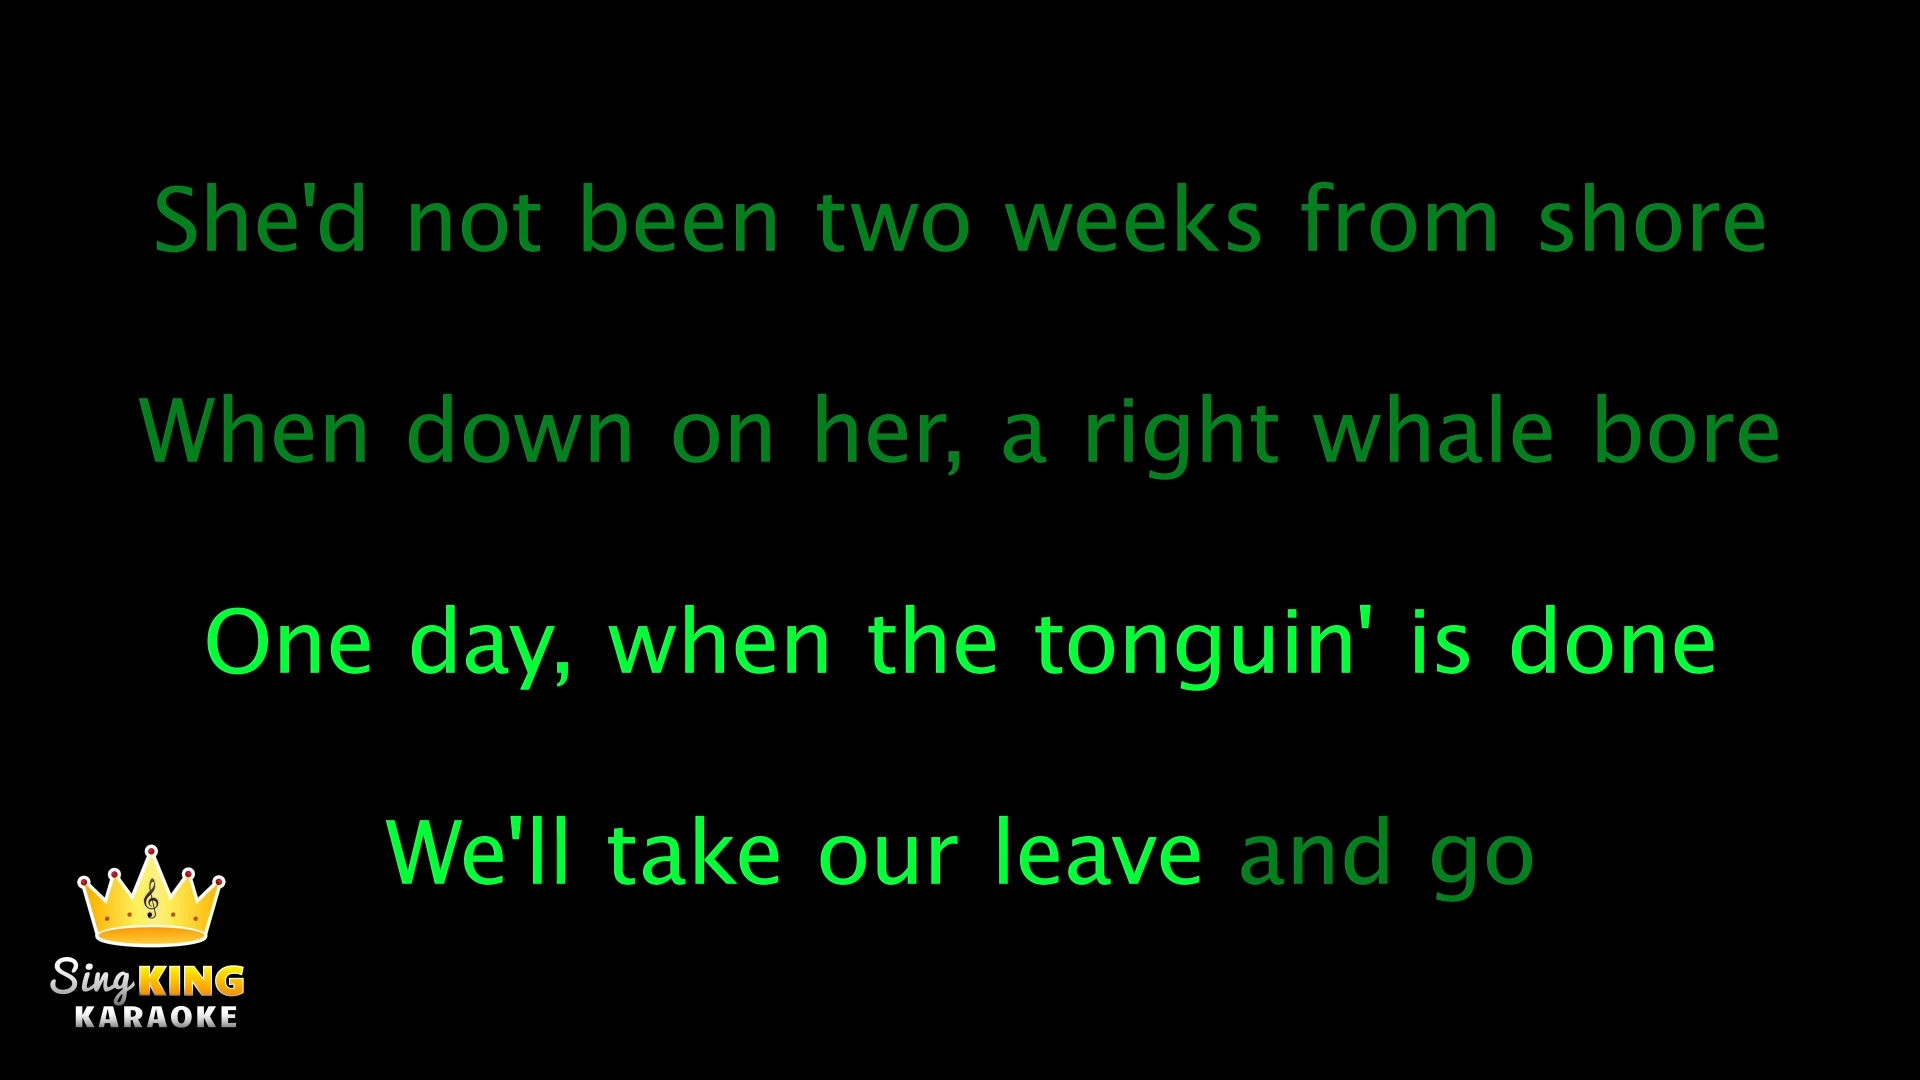 She'd not been two weeks from shore
When down on her, a right whale bore
One day, when the tonguin' is done
We'll take our leave and go
Sing KING
KARAOKE